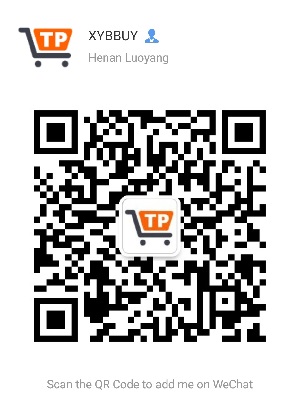 TP
XYBBUY
Henan Luoyang
TP
Scan the QR Code to add me on WeChat